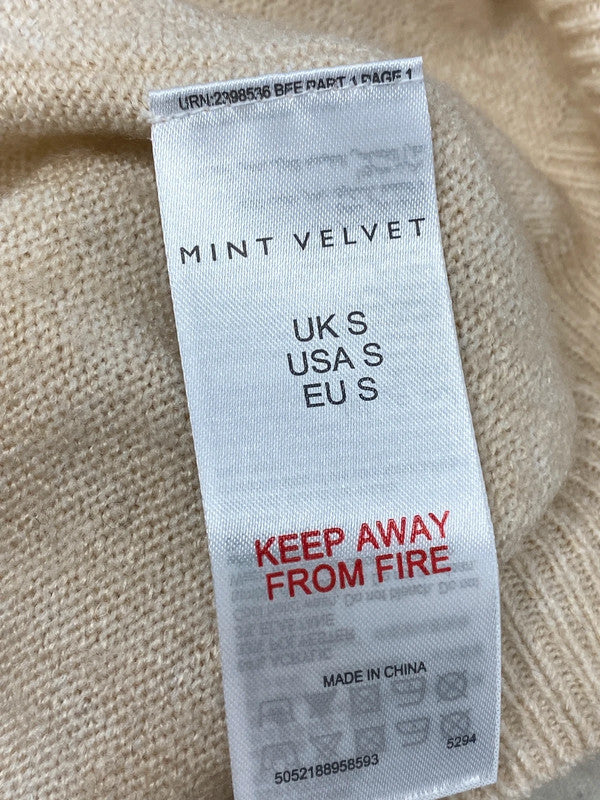 URN:2398536 BFE PART 1 PAGE 1
MINT VELVET
UK S
USA S
EU S
KEEP AWAY
FROM FIRE
MADE IN CHINA
5052188958593
5294